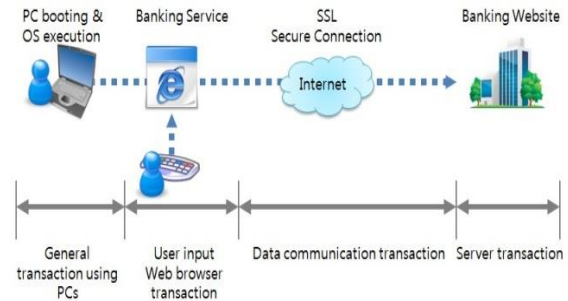 PC booting &
OS execution
Banking Service
SSL
Secure Connection
Banking Website
Internet
General
transaction using
PCs
User input
Web browser
transaction
Data communication transaction
Server transaction